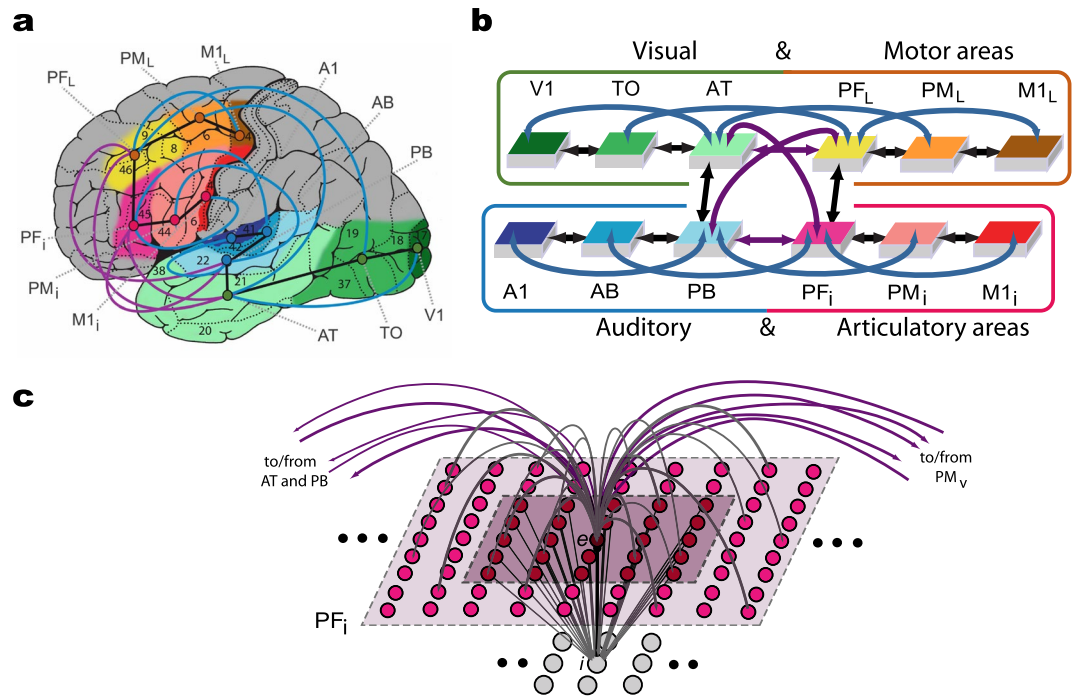 a
PF_L
PM_L
M1_L
A1
AB
PB
9
8
6
4
46
45
44
6
41
42
22
21
38
20
37
19
18
PF_i
PM_i
M1_i
AT
TO
V1
b
Visual & Motor areas
V1 TO AT PF_L PM_L M1_L
A1 AB PB PF_i PM_i M1_i
Auditory & Articulatory areas
c
to/from
AT and PB
to/from
PM_V
e
PF_i
i